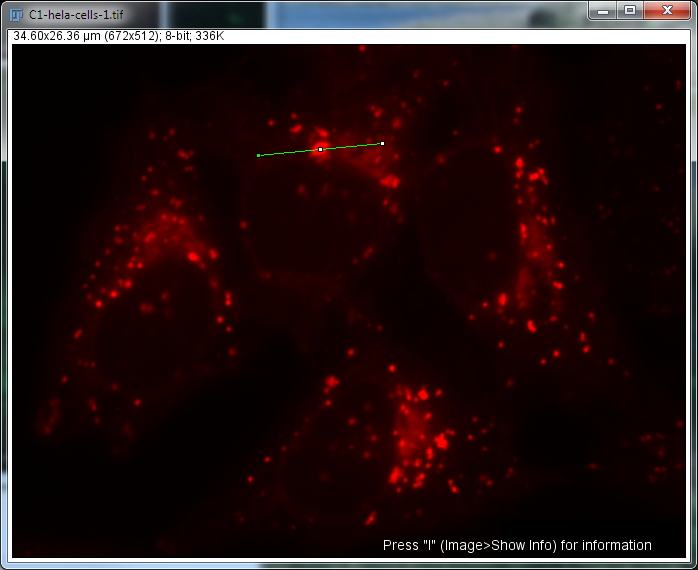 C1-hela-cells-1.tif
34.60x26.36 µm (672x512); 8-bit; 336K
Press "I" (Image>Show Info) for information